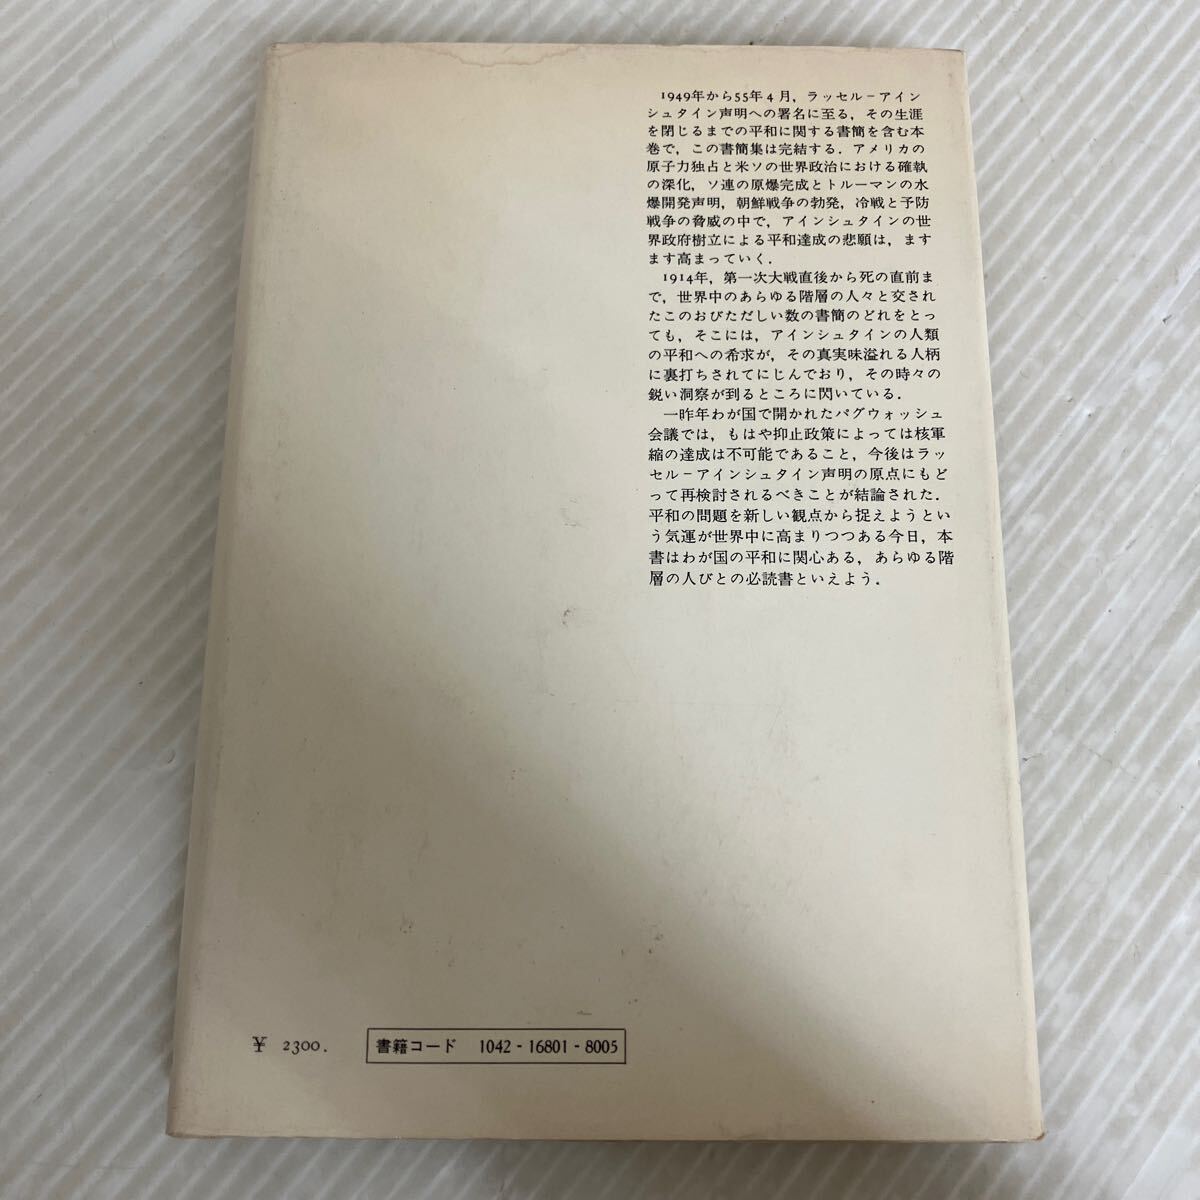 1949年から55年4月，ラッセル－アイン
シュタイン声明への署名に至る，その生涯
を閉じるまでの平和に関する書簡を含む本
巻で，この書簡集は完結する．アメリカの
原子力独占と米ソの世界政治における確執
の深化，ソ連の原爆完成とトルーマンの水
爆開発声明，朝鮮戦争の勃発，冷戦と予防
戦争の脅威の中で，アインシュタインの世
界政府樹立による平和達成の悲願は，ます
ます高まっていく．
1914年，第一次大戦直後から死の直前ま
で，世界中のあらゆる階層の人々と交され
たこのおびただしい数の書簡のどれをとっ
ても，そこには，アインシュタインの人類
の平和への希求が，その真実味溢れる人柄
に裏打ちされてにじんでおり，その時々の
鋭い洞察が到るところに閃いている．
一昨年わが国で開かれたパグウォッシュ
会議では，もはや抑止政策によっては核軍
縮の達成は不可能であること，今後はラッ
セル－アインシュタイン声明の原点にもど
って再検討されるべきことが結論された．
平和の問題を新しい観点から捉えようとい
う気運が世界中に高まりつつある今日，本
書はわが国の平和に関心ある，あらゆる階
層の人びとの必読書といえよう．
¥ 2300.
書籍コード 1042-16801-8005